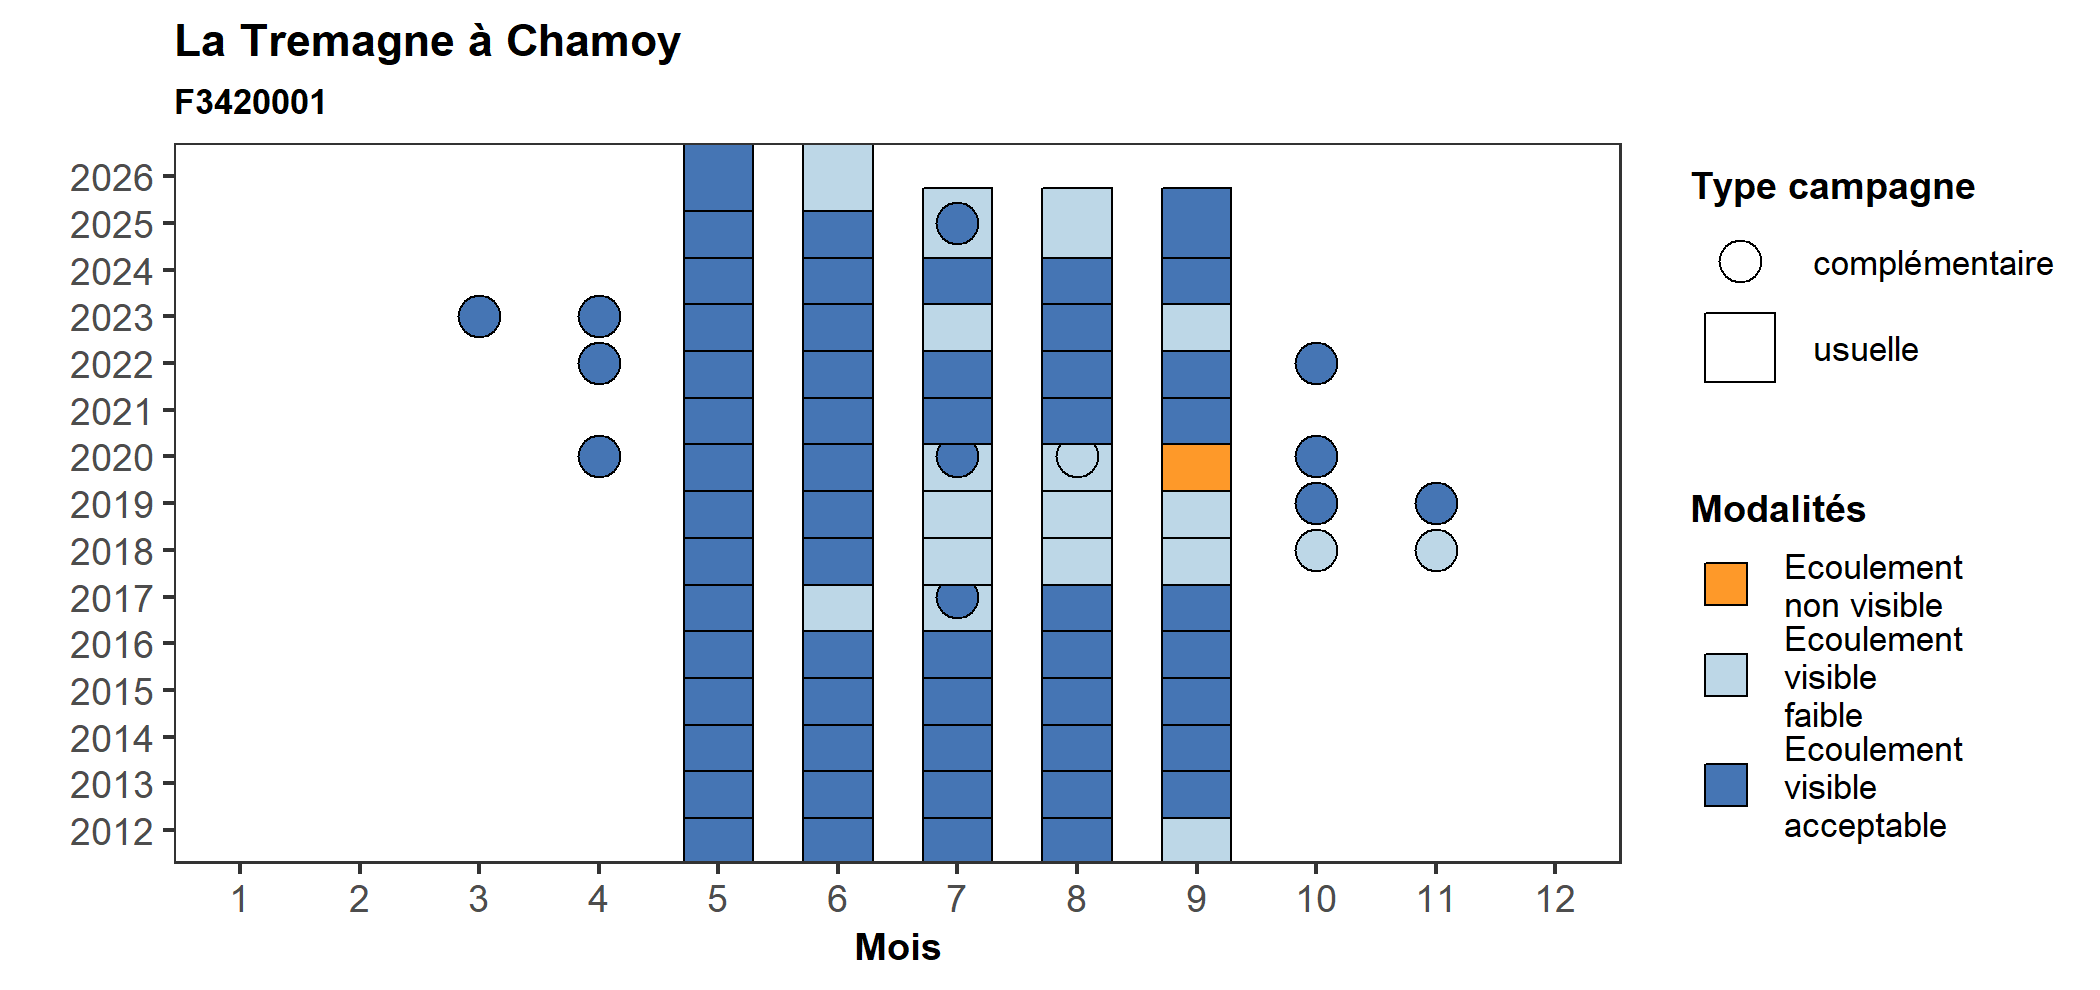 La Tremagne à Chamoy
F3420001
2026
2025
2024
2023
2022
2021
2020
2019
2018
2017
2016
2015
2014
2013
2012
1 2 3 4 5 6 7 8 9 10 11 12
Mois
Type campagne
complémentaire
usuelle
Modalités
Ecoulement
non visible
Ecoulement
visible
faible
Ecoulement
visible
acceptable